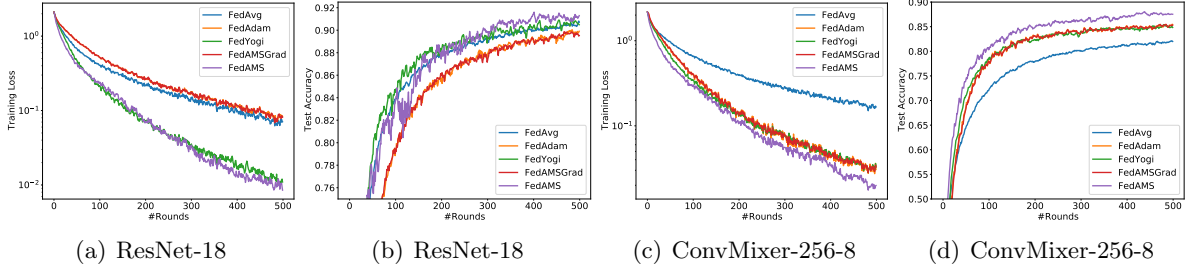 10⁰
10⁻¹
10⁻²
Training Loss
0 100 200 300 400 500
#Rounds
FedAvg
FedAdam
FedYogi
FedAMSGrad
FedAMS
(a) ResNet-18
0.92
0.90
0.88
0.86
0.84
0.82
0.80
0.78
0.76
Test Accuracy
0 100 200 300 400 500
#Rounds
FedAvg
FedAdam
FedYogi
FedAMSGrad
FedAMS
(b) ResNet-18
10⁰
10⁻¹
Training Loss
0 100 200 300 400 500
#Rounds
FedAvg
FedAdam
FedYogi
FedAMSGrad
FedAMS
(c) ConvMixer-256-8
0.90
0.85
0.80
0.75
0.70
0.65
0.60
0.55
0.50
Test Accuracy
0 100 200 300 400 500
#Rounds
FedAvg
FedAdam
FedYogi
FedAMSGrad
FedAMS
(d) ConvMixer-256-8